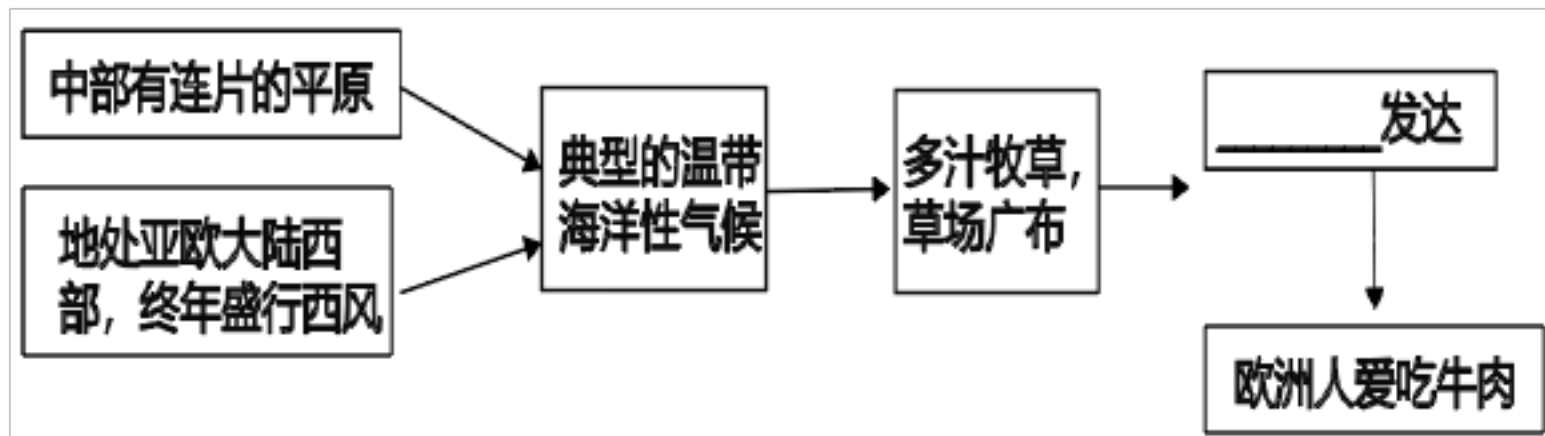 中部有连片的平原
地处亚欧大陆西
部，终年盛行西风
典型的温带
海洋性气候
多汁牧草，
草场广布
________发达
欧洲人爱吃牛肉